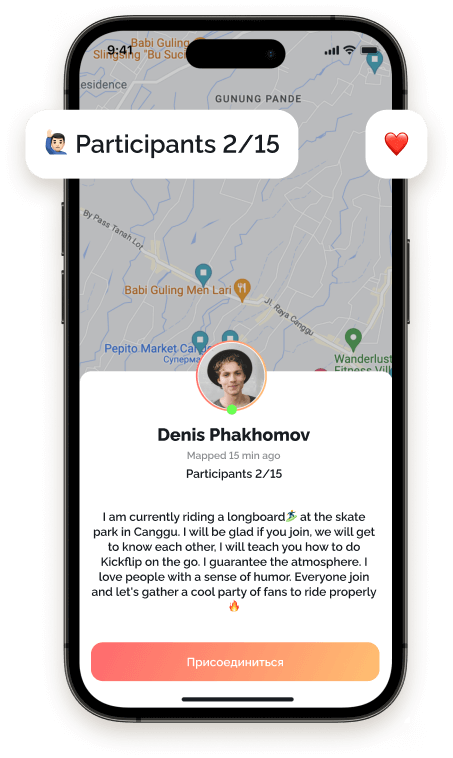 9:41
Babi Guling
Slingsing "Bu Suci
esidence
GUNUNG PANDE
🙋🏻‍♂️ Participants 2/15
❤️
By Pass Tanah Lot
Babi Guling Men Lari
Jl. Raya Canggu
Pepito Market
Суперма
Wanderlust
Fitness Vil
Denis Phakhomov
Mapped 15 min ago
Participants 2/15
I am currently riding a longboard🏄‍♂️ at the skate
park in Canggu. I will be glad if you join, we will get
to know each other, I will teach you how to do
Kickflip on the go. I guarantee the atmosphere. I
love people with a sense of humor. Everyone join
and let's gather a cool party of fans to ride properly
🔥
Присоединиться